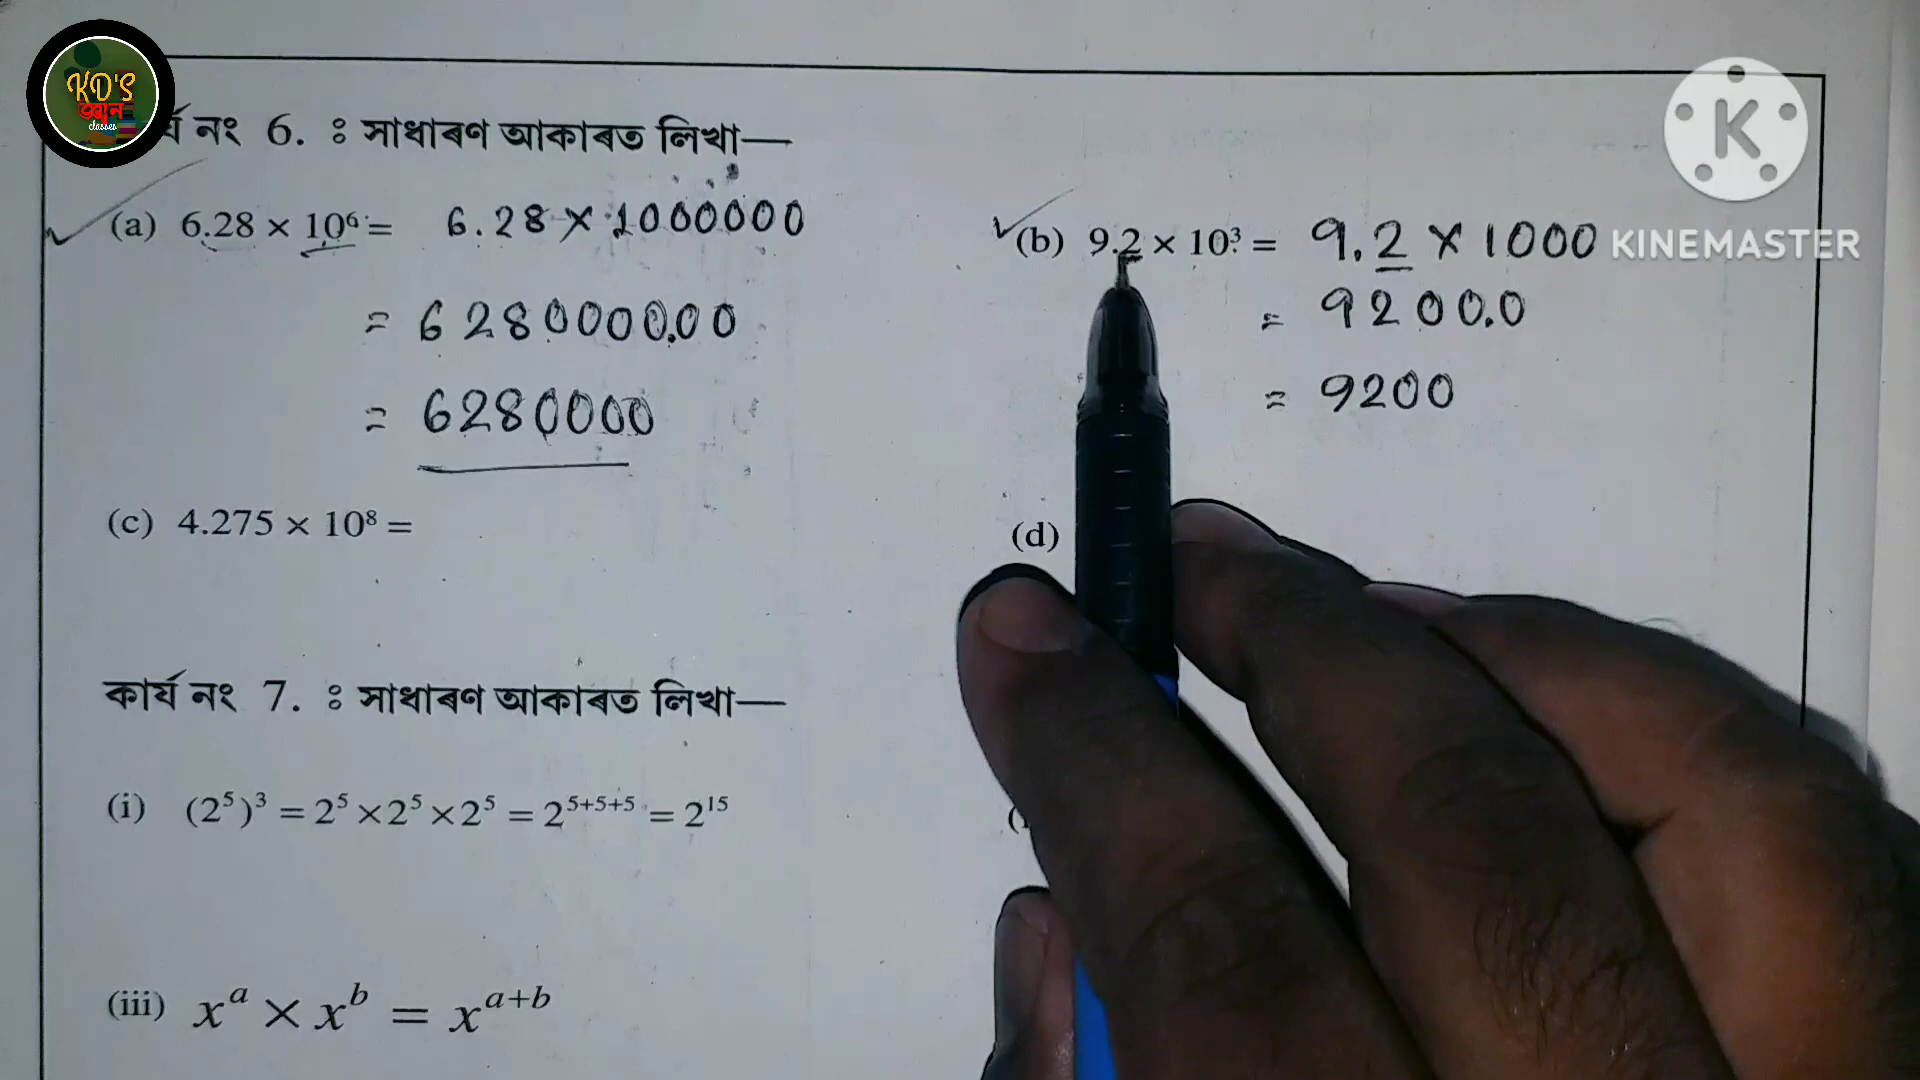 KD'S
জ্ঞান
classes
র্য নং 6. : সাধাৰণ আকাৰত লিখা—
(a) 6.28 × 10⁶ = 6.28 × 1000000
= 6280000.00
= 6280000
(b) 9.2 × 10³ = 9.2 × 1000
= 9200.0
= 9200
KINEMASTER
(c) 4.275 × 10⁸ =
(d)
কাৰ্য নং 7. : সাধাৰণ আকাৰত লিখা—
(i) (2⁵)³ = 2⁵ × 2⁵ × 2⁵ = 2⁵⁺⁵⁺⁵ = 2¹⁵
(iii) xᵃ × xᵇ = xᵃ⁺ᵇ